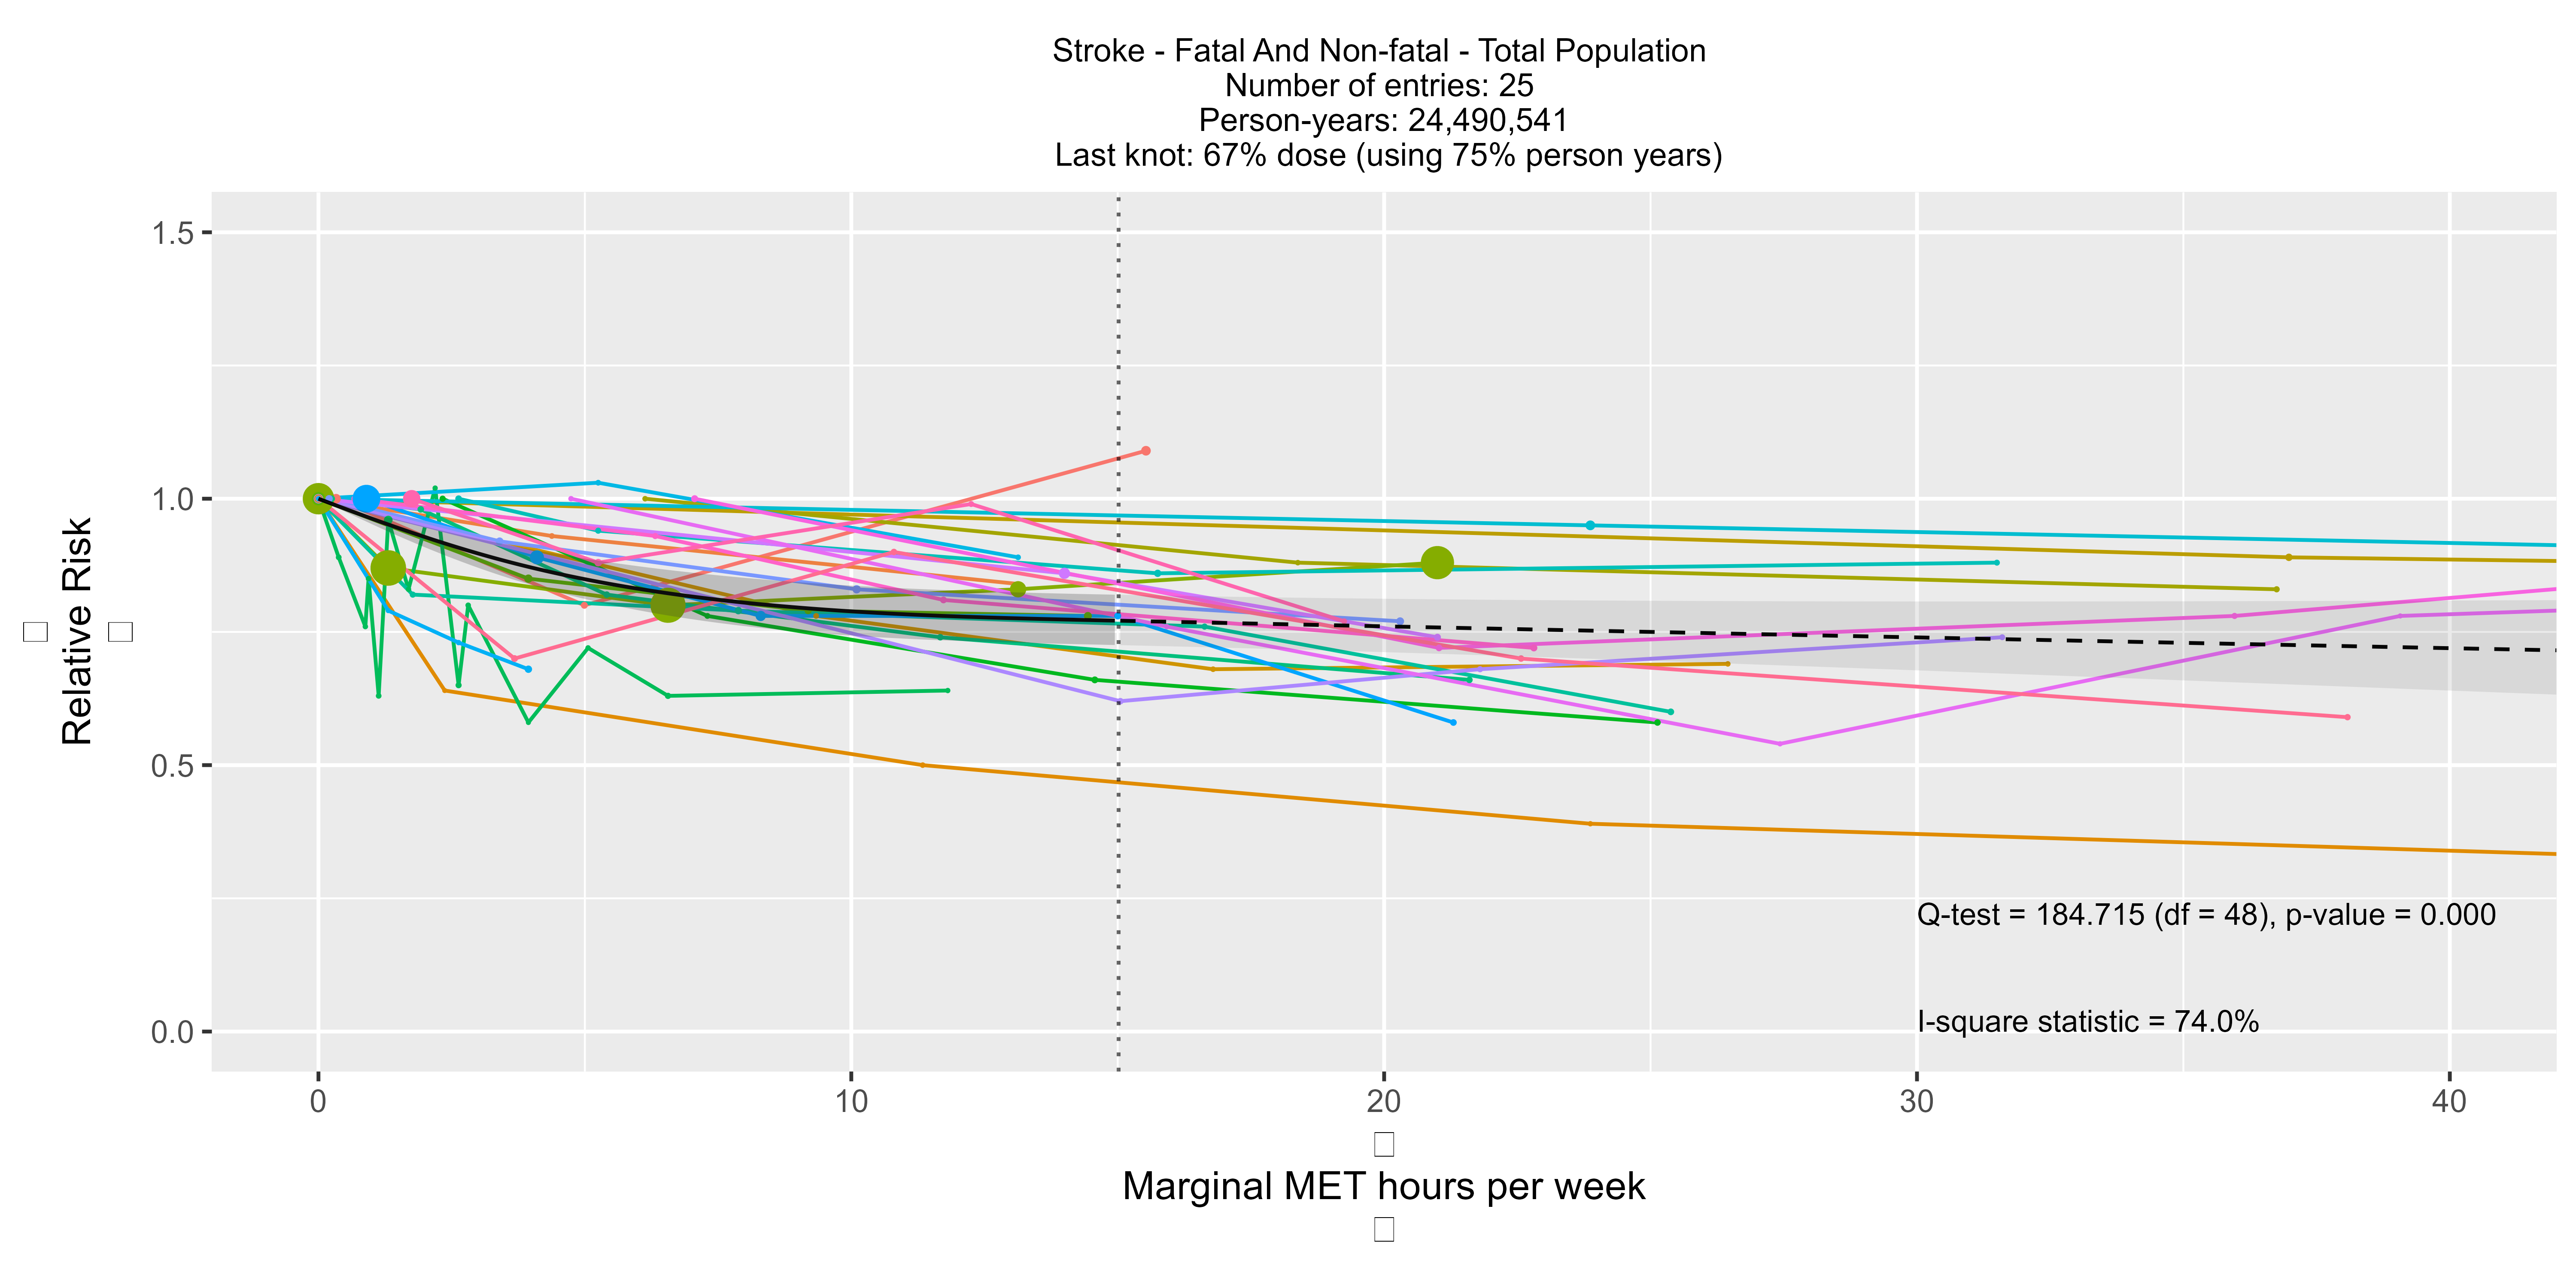 Stroke - Fatal And Non-fatal - Total Population
Number of entries: 25
Person-years: 24,490,541
Last knot: 67% dose (using 75% person years)
1.5
1.0
0.5
0.0
Relative Risk
Q-test = 184.715 (df = 48), p-value = 0.000
I-square statistic = 74.0%
0 10 20 30 40
Marginal MET hours per week